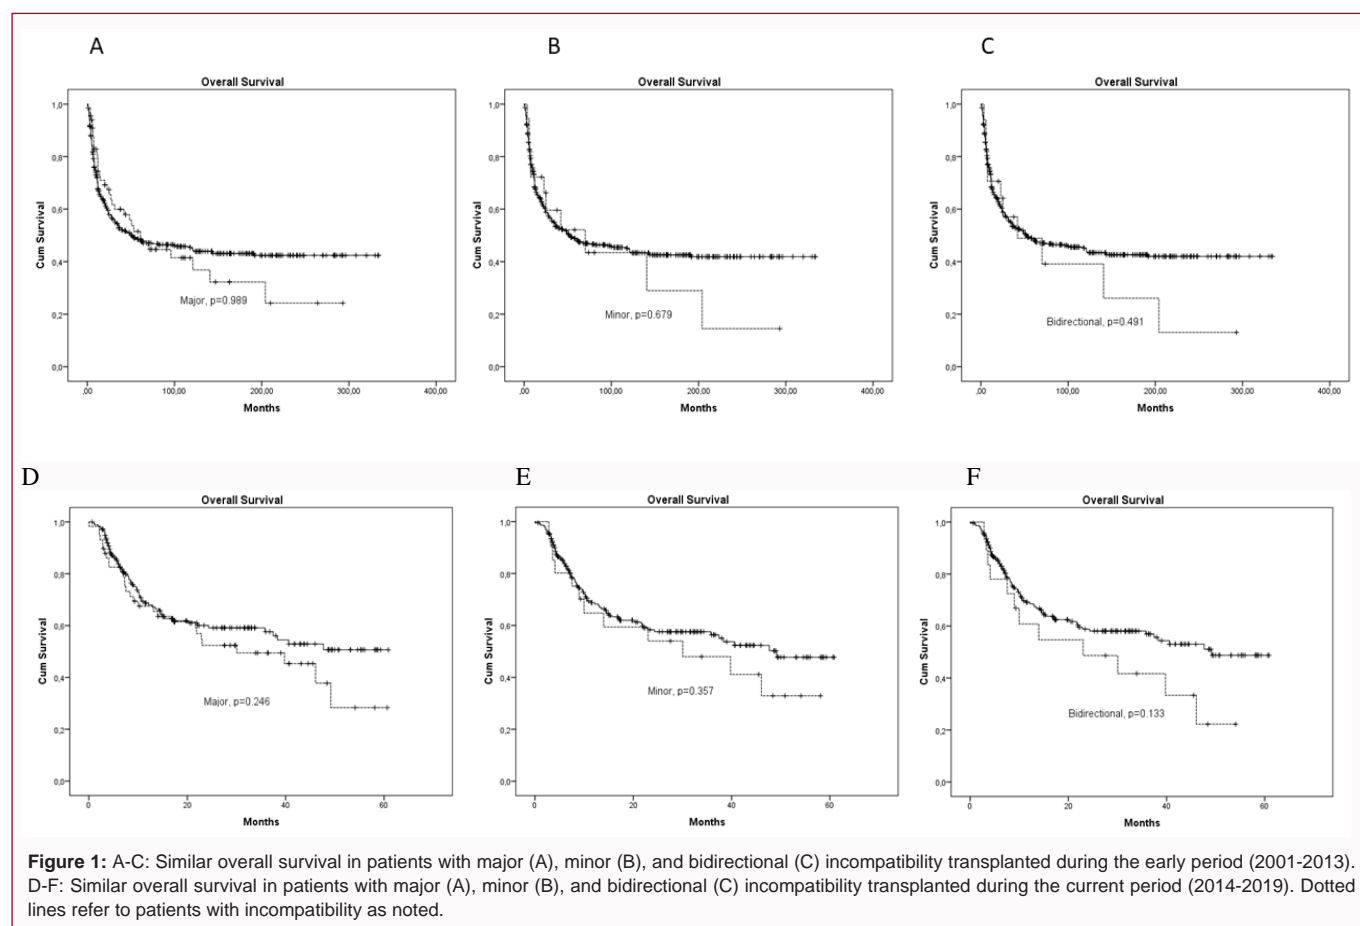 A
Overall Survival
Cum Survival
1,0
0,8
0,6
0,4
0,2
0,0
Major, p=0.989
,00 100,00 200,00 300,00 400,00
Months
B
Overall Survival
Cum Survival
1,0
0,8
0,6
0,4
0,2
0,0
Minor, p=0.679
,00 100,00 200,00 300,00 400,00
Months
C
Overall Survival
Cum Survival
1,0
0,8
0,6
0,4
0,2
0,0
Bidirectional, p=0.491
,00 100,00 200,00 300,00 400,00
Months
D
Overall Survival
Cum Survival
1,0
0,8
0,6
0,4
0,2
0,0
Major, p=0.246
0 20 40 60
Months
E
Overall Survival
Cum Survival
1,0
0,8
0,6
0,4
0,2
0,0
Minor, p=0.357
0 20 40 60
Months
F
Overall Survival
Cum Survival
1,0
0,8
0,6
0,4
0,2
0,0
Bidirectional, p=0.133
0 20 40 60
Months
Figure 1: A-C: Similar overall survival in patients with major (A), minor (B), and bidirectional (C) incompatibility transplanted during the early period (2001-2013).
D-F: Similar overall survival in patients with major (A), minor (B), and bidirectional (C) incompatibility transplanted during the current period (2014-2019). Dotted
lines refer to patients with incompatibility as noted.